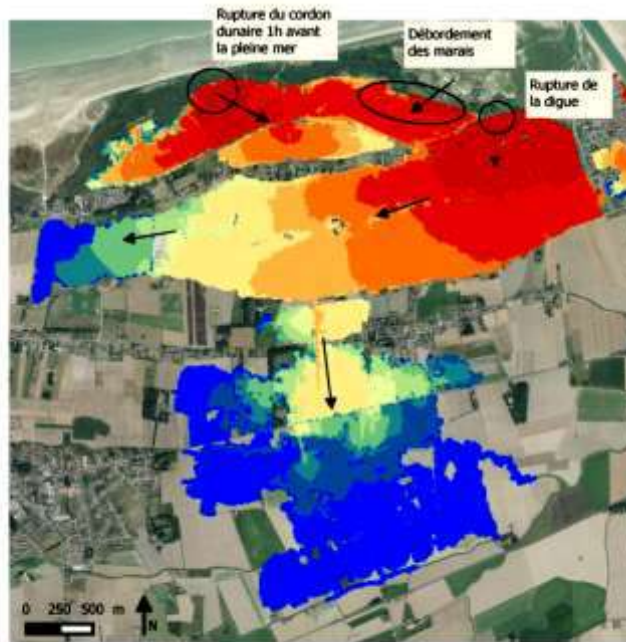 Rupture du cordon
dunaire 1h avant
la pleine mer
Débordement
des marais
Rupture de
la digue
0 250 500 m
N